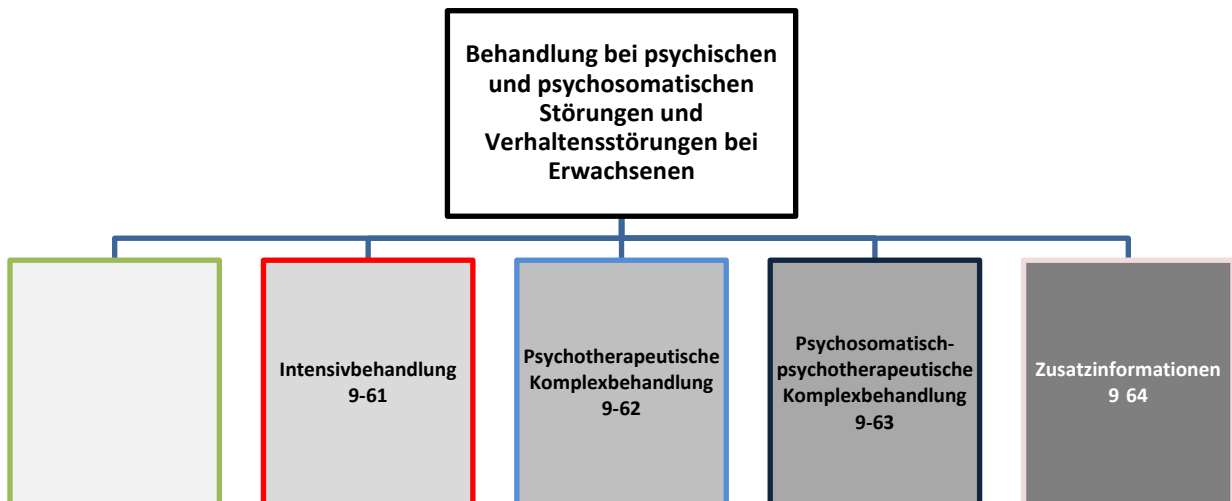 Behandlung bei psychischen
und psychosomatischen
Störungen und
Verhaltensstörungen bei
Erwachsenen
Intensivbehandlung
9-61
Psychotherapeutische
Komplexbehandlung
9-62
Psychosomatisch-
psychotherapeutische
Komplexbehandlung
9-63
Zusatzinformationen
9 64